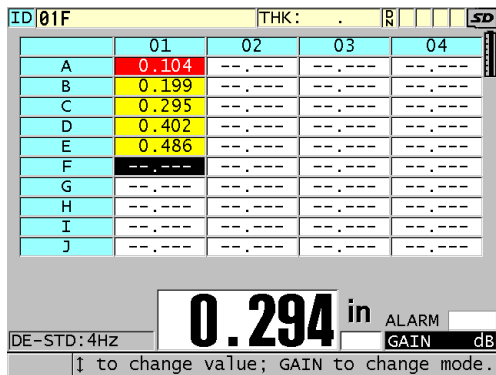 ID 01F THK: . RN SD
01 02 03 04
A 0.104 --.--- --.--- --.---
B 0.199 --.--- --.--- --.---
C 0.295 --.--- --.--- --.---
D 0.402 --.--- --.--- --.---
E 0.486 --.--- --.--- --.---
F --.--- --.--- --.--- --.---
G --.--- --.--- --.--- --.---
H --.--- --.--- --.--- --.---
I --.--- --.--- --.--- --.---
J --.--- --.--- --.--- --.---
0.294 in
ALARM
DE-STD:4Hz GAIN dB
↕ to change value; GAIN to change mode.